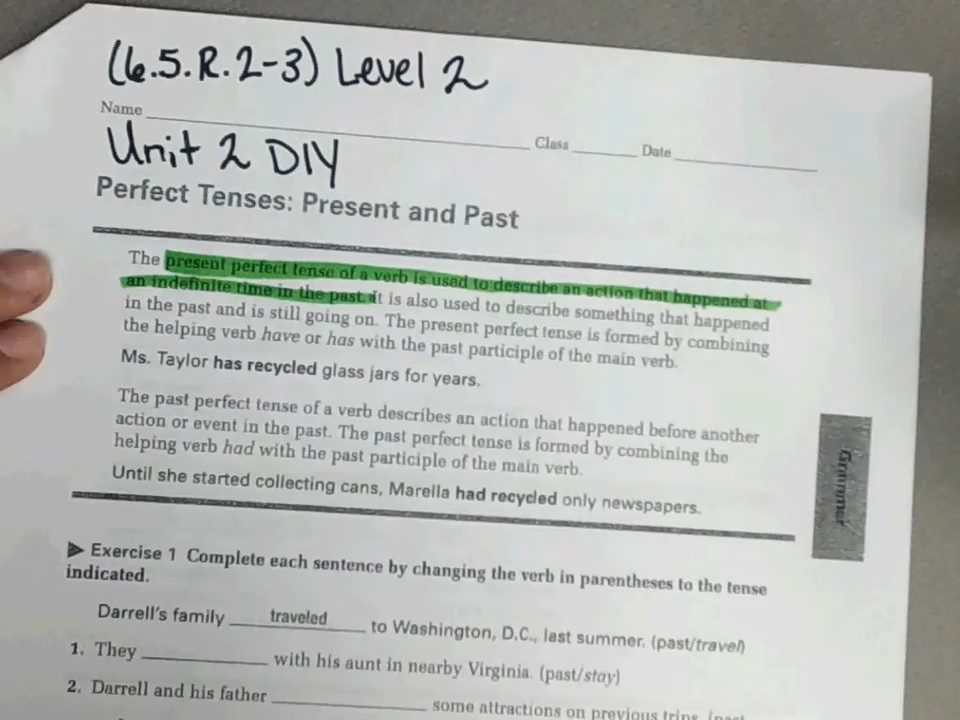 (6.5.R.2-3) Level 2
Name Class Date
Unit 2 DIY
Perfect Tenses: Present and Past
The present perfect tense of a verb is used to describe an action that happened at
an indefinite time in the past. It is also used to describe something that happened
in the past and is still going on. The present perfect tense is formed by combining
the helping verb have or has with the past participle of the main verb.
Ms. Taylor has recycled glass jars for years.
The past perfect tense of a verb describes an action that happened before another
action or event in the past. The past perfect tense is formed by combining the
helping verb had with the past participle of the main verb.
Until she started collecting cans, Marella had recycled only newspapers.
Grammar
Exercise 1 Complete each sentence by changing the verb in parentheses to the tense
indicated.
Darrell's family traveled to Washington, D.C., last summer. (past/travel)
1. They with his aunt in nearby Virginia. (past/stay)
2. Darrell and his father some attractions on previous trips. (past